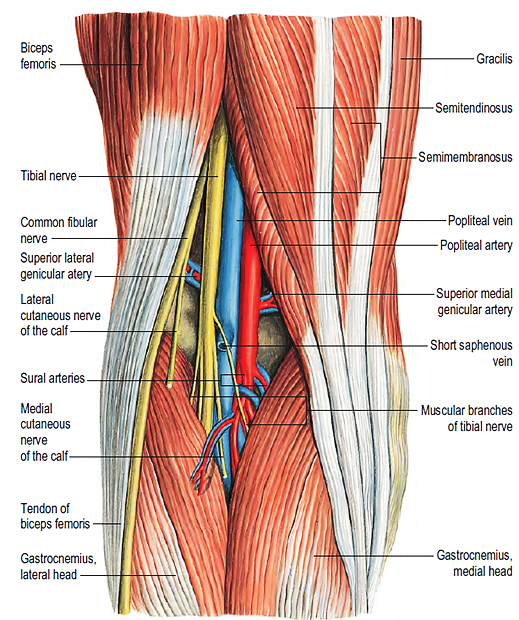 Biceps
femoris
Tibial nerve
Common fibular
nerve
Superior lateral
genicular atery
Lateral
cutaneous nerve
of the calf
Sural arteries
Medial
cutaneous
nerve
of the calf
Tendon of
biceps femoris
Gastrocnemius,
lateral head
Gracilis
Semitendinosus
Semimembranosus
Popliteal vein
Popliteal artery
Superior medial
genicular artery
Short saphenous
vein
Muscular branches
of tibial nerve
Gastrocnemius,
medial head